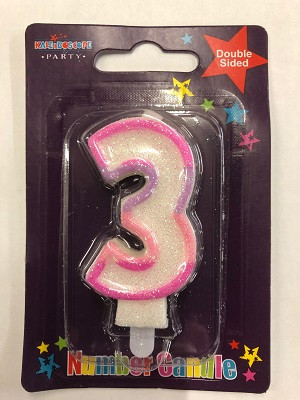 KALEIDOSCOPE
• PARTY •
Double
Sided
3
Number Candle